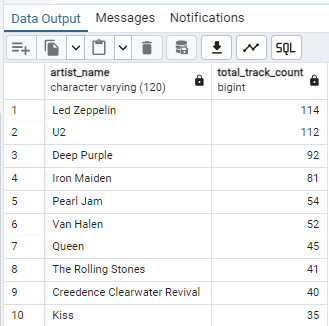 Data Output Messages Notifications
SQL
artist_name total_track_count
character varying (120) bigint
1 Led Zeppelin 114
2 U2 112
3 Deep Purple 92
4 Iron Maiden 81
5 Pearl Jam 54
6 Van Halen 52
7 Queen 45
8 The Rolling Stones 41
9 Creedence Clearwater Revival 40
10 Kiss 35